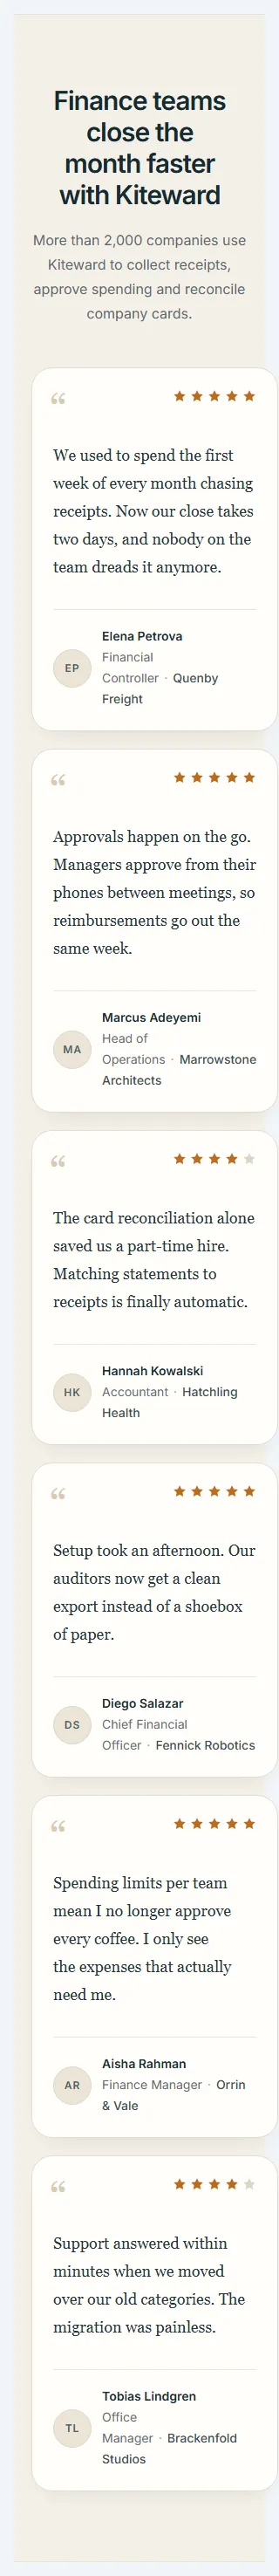 Finance teams
close the
month faster
with Kiteward
More than 2,000 companies use
Kiteward to collect receipts,
approve spending and reconcile
company cards.
“
We used to spend the first
week of every month chasing
receipts. Now our close takes
two days, and nobody on the
team dreads it anymore.
EP
Elena Petrova
Financial
Controller · Quenby
Freight
“
Approvals happen on the go.
Managers approve from their
phones between meetings, so
reimbursements go out the
same week.
MA
Marcus Adeyemi
Head of
Operations · Marrowstone
Architects
“
The card reconciliation alone
saved us a part-time hire.
Matching statements to
receipts is finally automatic.
HK
Hannah Kowalski
Accountant · Hatchling
Health
“
Setup took an afternoon. Our
auditors now get a clean
export instead of a shoebox
of paper.
DS
Diego Salazar
Chief Financial
Officer · Fennick Robotics
“
Spending limits per team
mean I no longer approve
every coffee. I only see
the expenses that actually
need me.
AR
Aisha Rahman
Finance Manager · Orrin
& Vale
“
Support answered within
minutes when we moved
over our old categories. The
migration was painless.
TL
Tobias Lindgren
Office
Manager · Brackenfold
Studios